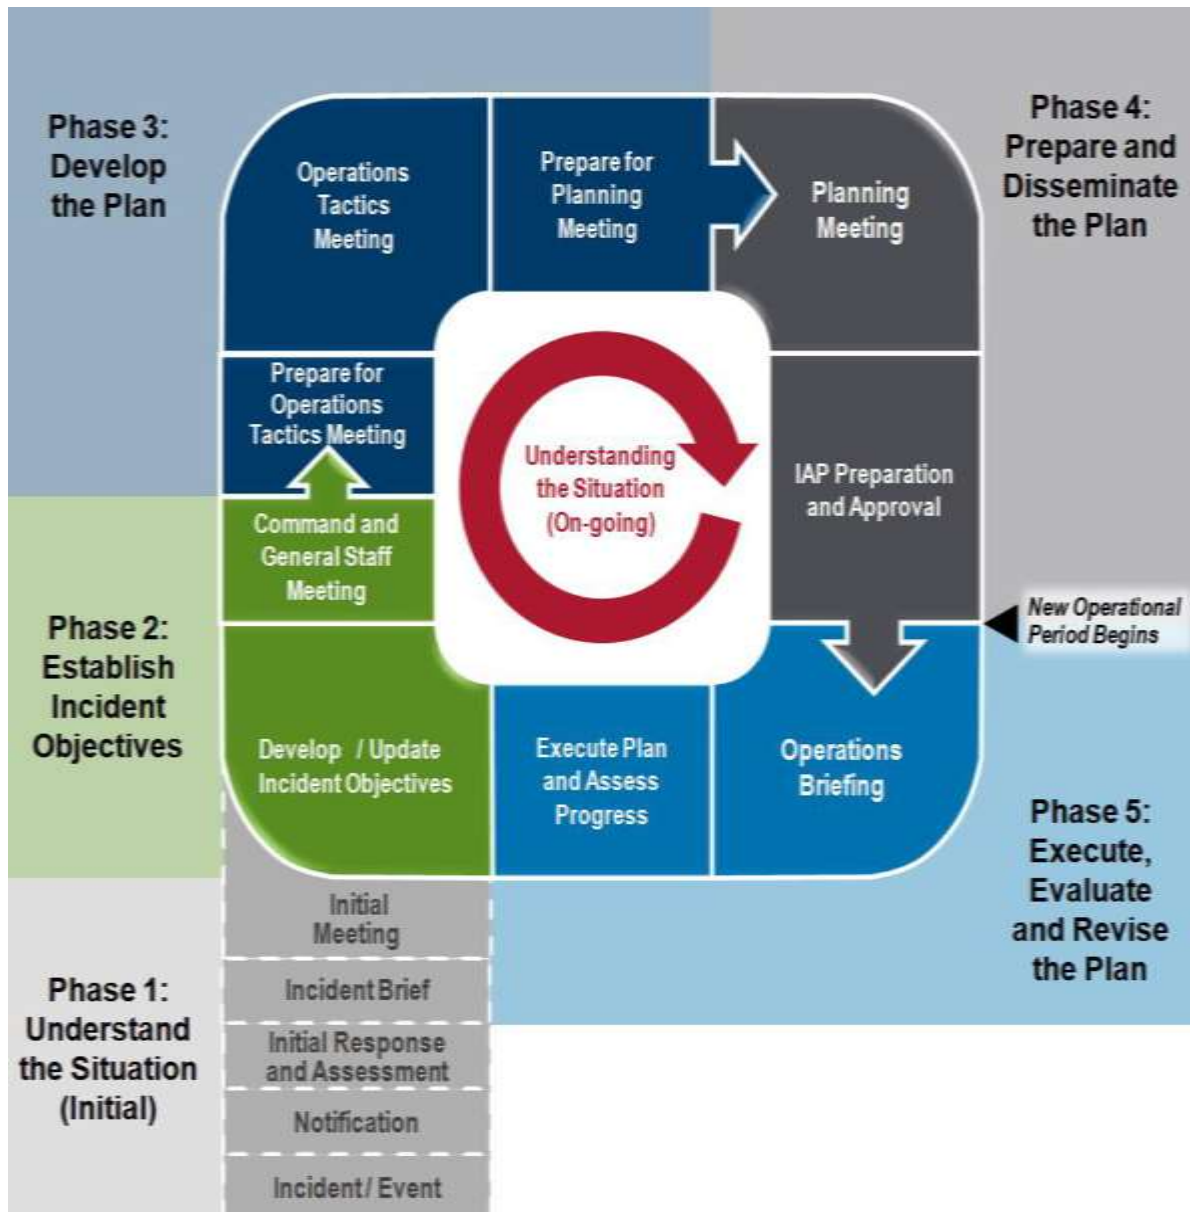 Phase 3:
Develop
the Plan
Operations
Tactics
Meeting
Prepare for
Planning
Meeting
Planning
Meeting
Phase 4:
Prepare and
Disseminate
the Plan
Prepare for
Operations
Tactics Meeting
Understanding
the Situation
(On-going)
IAP Preparation
and Approval
Command and
General Staff
Meeting
New Operational
Period Begins
Phase 2:
Establish
Incident
Objectives
Develop / Update
Incident Objectives
Execute Plan
and Assess
Progress
Operations
Briefing
Phase 5:
Execute,
Evaluate
and Revise
the Plan
Phase 1:
Understand
the Situation
(Initial)
Initial
Meeting
Incident Brief
Initial Response
and Assessment
Notification
Incident / Event